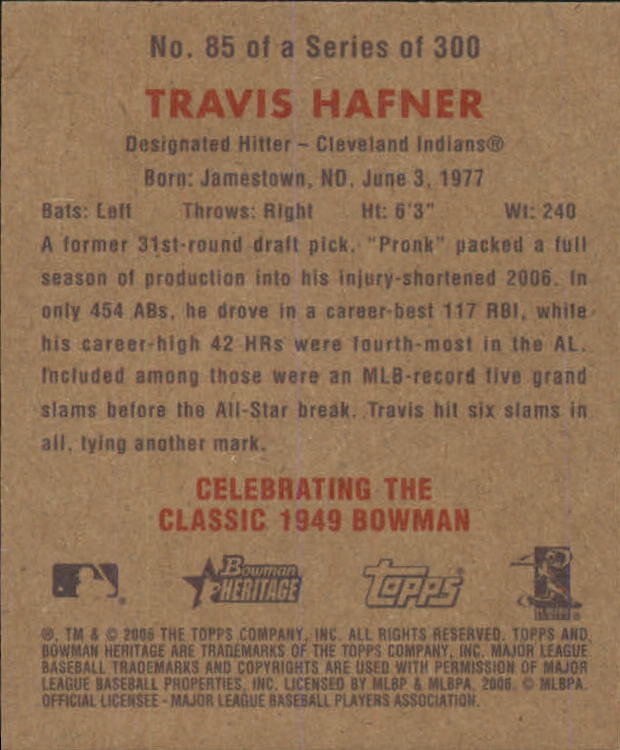 No. 85 of a Series of 300
TRAVIS HAFNER
Designated Hitter – Cleveland Indians®
Born: Jamestown, ND, June 3, 1977
Bats: Left Throws: Right Ht: 6'3" Wt: 240
A former 31st-round draft pick, "Pronk" packed a full
season of production into his injury-shortened 2006. In
only 454 ABs, he drove in a career-best 117 RBI, while
his career-high 42 HRs were fourth-most in the AL.
Included among those were an MLB-record five grand
slams before the All-Star break. Travis hit six slams in
all, tying another mark.
CELEBRATING THE
CLASSIC 1949 BOWMAN
Bowman
HERITAGE
Topps
®, TM & © 2006 THE TOPPS COMPANY, INC. ALL RIGHTS RESERVED. TOPPS AND
BOWMAN HERITAGE ARE TRADEMARKS OF THE TOPPS COMPANY, INC. MAJOR LEAGUE
BASEBALL TRADEMARKS AND COPYRIGHTS ARE USED WITH PERMISSION OF MAJOR
LEAGUE BASEBALL PROPERTIES, INC. LICENSED BY MLBP & MLBPA, 2006. © MLBPA.
OFFICIAL LICENSEE - MAJOR LEAGUE BASEBALL PLAYERS ASSOCIATION.